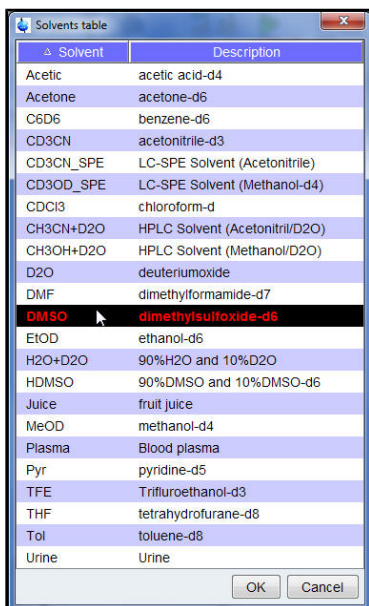 Solvents table
Solvent Description
Acetic acetic acid-d4
Acetone acetone-d6
C6D6 benzene-d6
CD3CN acetonitrile-d3
CD3CN_SPE LC-SPE Solvent (Acetonitrile)
CD3OD_SPE LC-SPE Solvent (Methanol-d4)
CDCl3 chloroform-d
CH3CN+D2O HPLC Solvent (Acetonitril/D2O)
CH3OH+D2O HPLC Solvent (Methanol/D2O)
D2O deuteriumoxide
DMF dimethylformamide-d7
DMSO dimethylsulfoxide-d6
EtOD ethanol-d6
H2O+D2O 90%H2O and 10%D2O
HDMSO 90%DMSO and 10%DMSO-d6
Juice fruit juice
MeOD methanol-d4
Plasma Blood plasma
Pyr pyridine-d5
TFE Trifluroethanol-d3
THF tetrahydrofurane-d8
Tol toluene-d8
Urine Urine
OK Cancel